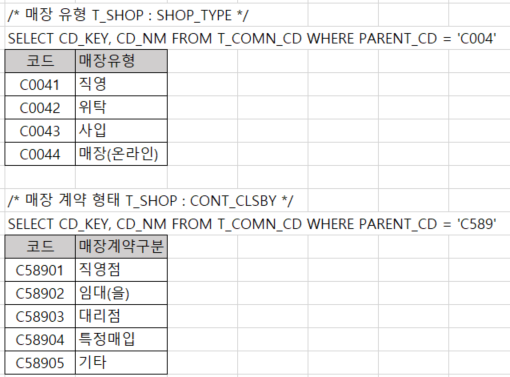 /* 매장 유형 T_SHOP : SHOP_TYPE */
SELECT CD_KEY, CD_NM FROM T_COMN_CD WHERE PARENT_CD = 'C004'
코드 매장유형
C0041 직영
C0042 위탁
C0043 사입
C0044 매장(온라인)
/* 매장 계약 형태 T_SHOP : CONT_CLSBY */
SELECT CD_KEY, CD_NM FROM T_COMN_CD WHERE PARENT_CD = 'C589'
코드 매장계약구분
C58901 직영점
C58902 임대(을)
C58903 대리점
C58904 특정매입
C58905 기타